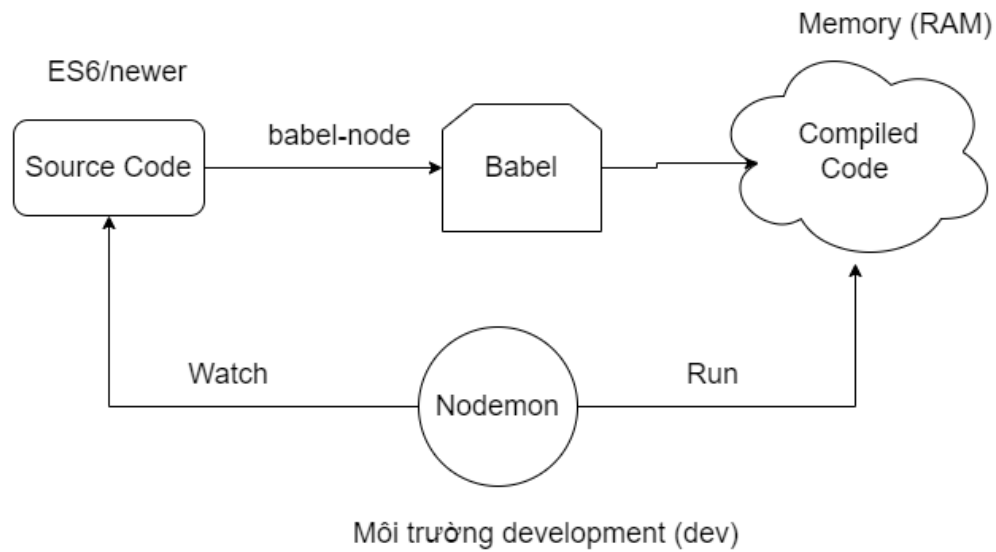 Memory (RAM)
ES6/newer
babel-node
Source Code
Babel
Compiled
Code
Watch
Run
Nodemon
Môi trường development (dev)